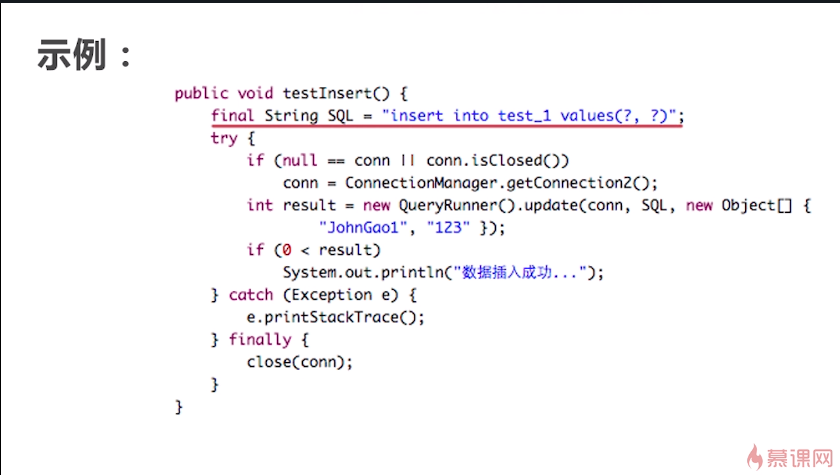 示例：
public void testInsert() {
final String SQL = "insert into test_1 values(?, ?)";
try {
if (null == conn || conn.isClosed())
conn = ConnectionManager.getConnection2();
int result = new QueryRunner().update(conn, SQL, new Object[] {
"JohnGao1", "123" });
if (0 < result)
System.out.println("数据插入成功...");
} catch (Exception e) {
e.printStackTrace();
} finally {
close(conn);
}
}
慕课网